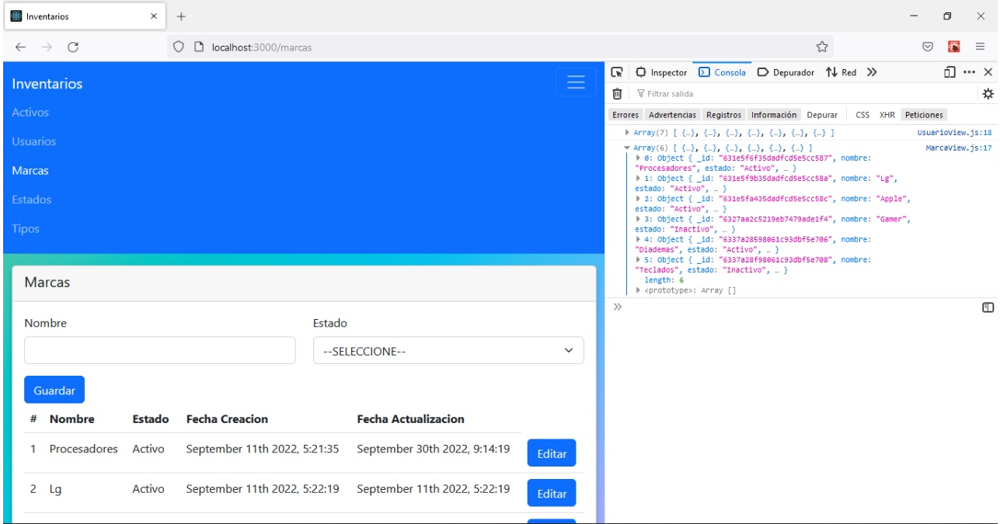 Inventarios
localhost:3000/marcas
Inventarios
Activos
Usuarios
Marcas
Estados
Tipos
Marcas
Nombre Estado
--SELECCIONE--
Guardar
# Nombre Estado Fecha Creacion Fecha Actualizacion
1 Procesadores Activo September 11th 2022, 5:21:35 September 30th 2022, 9:14:19 Editar
2 Lg Activo September 11th 2022, 5:22:19 September 11th 2022, 5:22:19 Editar
Inspector Consola Depurador Red
Filtrar salida
Errores Advertencias Registros Información Depurar CSS XHR Peticiones
Array(7) [ {…}, {…}, {…}, {…}, {…}, {…}, {…} ] UsuarioView.js:18
Array(6) [ {…}, {…}, {…}, {…}, {…}, {…} ] MarcaView.js:17
0: Object { _id: "631e5f6f35dadfcd5e5cc587", nombre:
"Procesadores", estado: "Activo", … }
1: Object { _id: "631e5f9b35dadfcd5e5cc58a", nombre: "Lg",
estado: "Activo", … }
2: Object { _id: "631e5fa435dadfcd5e5cc58c", nombre: "Apple",
estado: "Activo", … }
3: Object { _id: "6327aa2c5219eb7479ade1f4", nombre: "Gamer",
estado: "Inactivo", … }
4: Object { _id: "6337a28598061c93dbf5e706", nombre:
"Diademas", estado: "Activo", … }
5: Object { _id: "6337a28f98061c93dbf5e708", nombre:
"Teclados", estado: "Inactivo", … }
length: 6
<prototype>: Array []